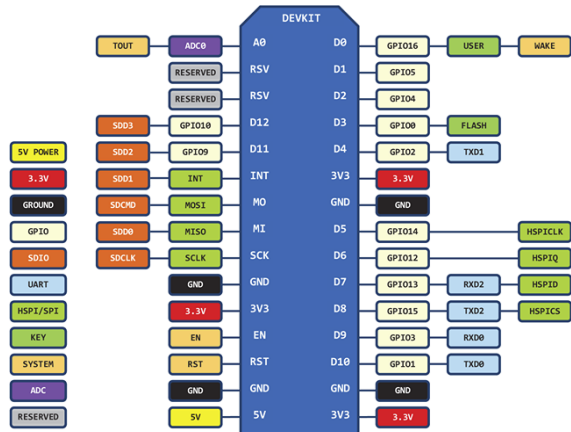 DEVKIT
TOUT ADC0 A0 D0 GPIO16 USER WAKE
RESERVED RSV D1 GPIO5
RESERVED RSV D2 GPIO4
SDD3 GPIO10 D12 D3 GPIO0 FLASH
5V POWER SDD2 GPIO9 D11 D4 GPIO2 TXD1
3.3V SDD1 INT INT 3V3 3.3V
GROUND SDCMD MOSI MO GND GND
GPIO SDD0 MISO MI D5 GPIO14 HSPICLK
SDIO SDCLK SCLK SCK D6 GPIO12 HSPIQ
UART GND GND D7 GPIO13 RXD2 HSPID
HSPI/SPI 3.3V 3V3 D8 GPIO15 TXD2 HSPICS
KEY EN EN D9 GPIO3 RXD0
SYSTEM RST RST D10 GPIO1 TXD0
ADC GND GND GND GND
RESERVED 5V 5V 3V3 3.3V